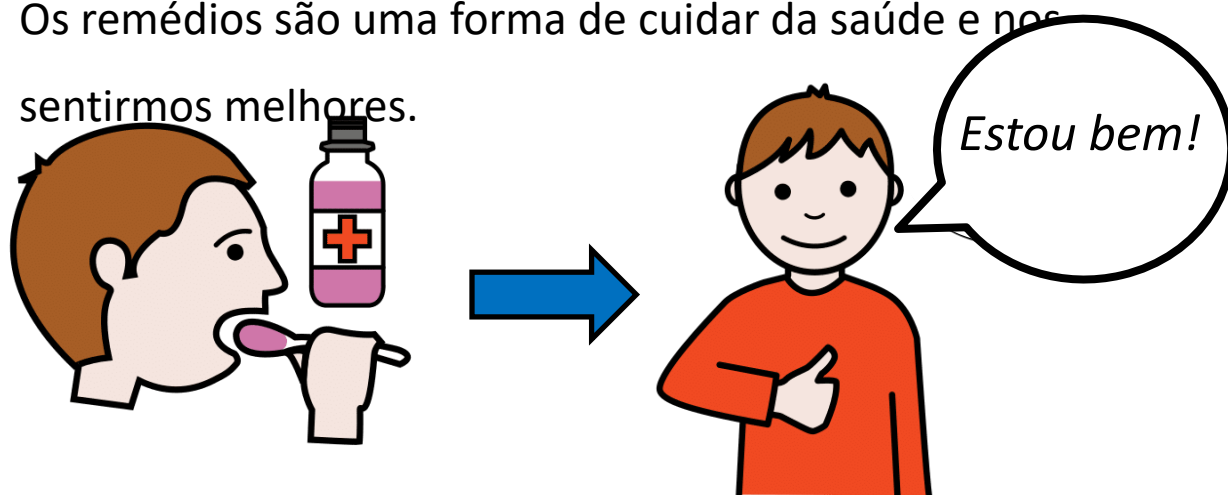 Os remédios são uma forma de cuidar da saúde e nos
sentirmos melhores.
Estou bem!